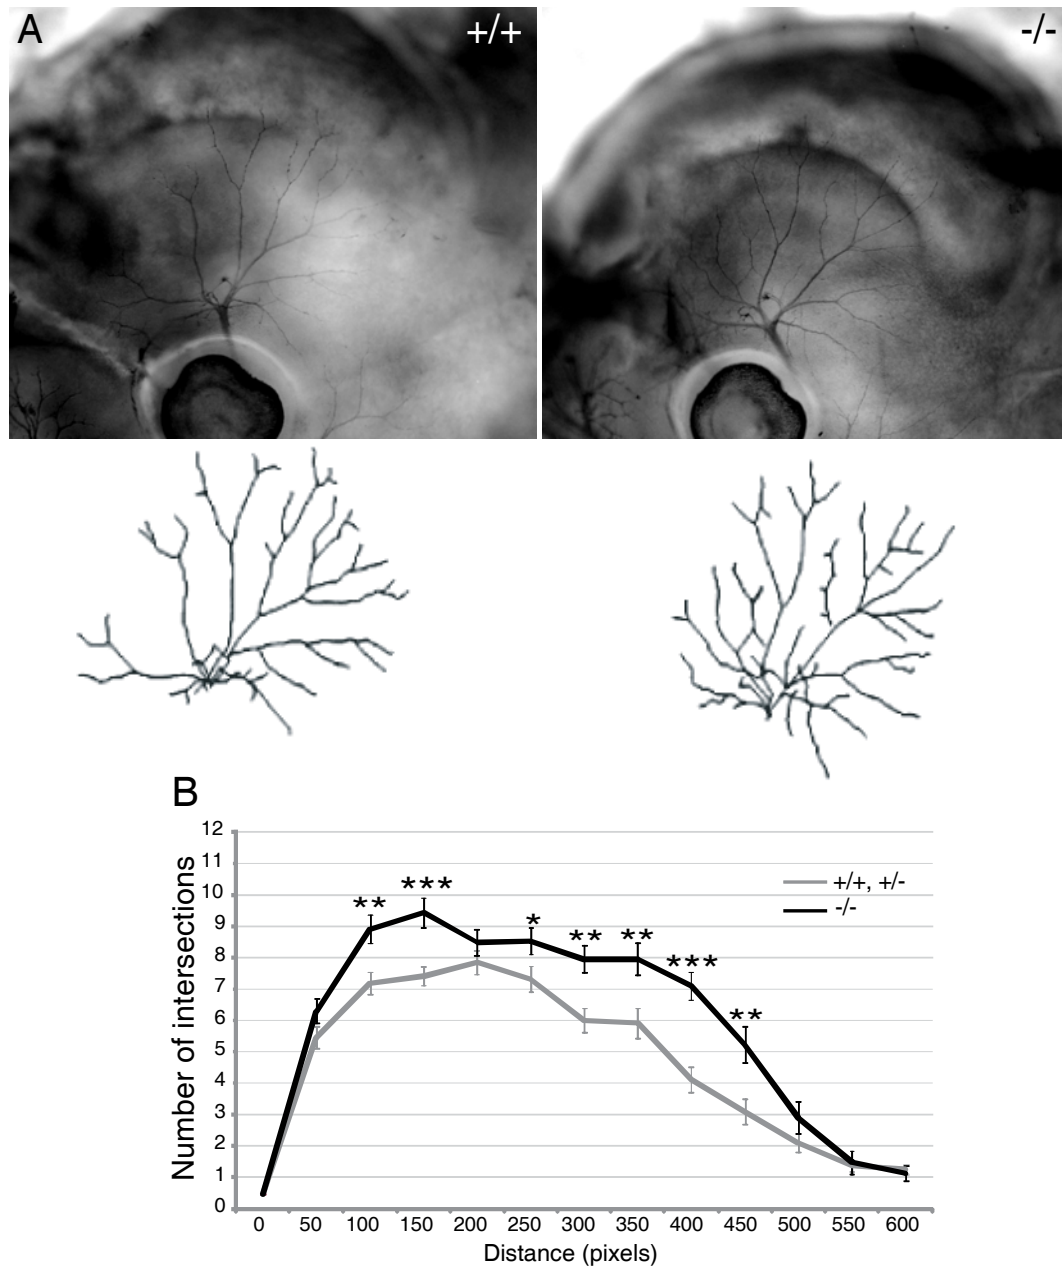 A
+/+
-/-
B
Number of intersections
12
11
10
9
8
7
6
5
4
3
2
1
0
** *** * ** ** *** **
+/+, +/-
-/-
0 50 100 150 200 250 300 350 400 450 500 550 600
Distance (pixels)